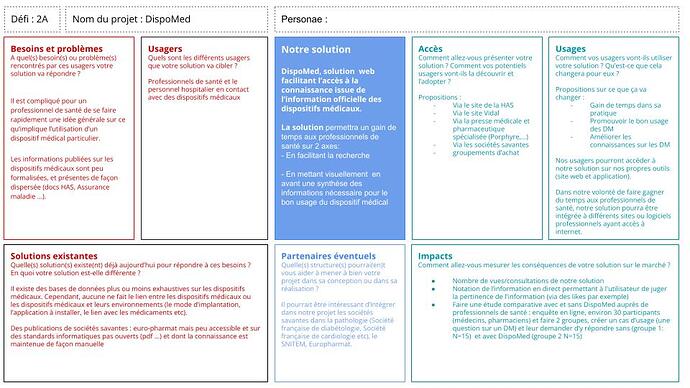 Défi : 2A
Nom du projet : DispoMed
Personae :
Besoins et problèmes
A quel(s) besoin(s) ou problème(s)
rencontrés par ces usagers votre
solution va répondre ?
Il est compliqué pour un
professionnel de santé de se faire
rapidement une idée générale sur ce
qu'implique l'utilisation d'un
dispositif médical particulier.
Les informations publiées sur les
dispositifs médicaux sont peu
formalisées, et présentes de façon
dispersée (docs HAS, Assurance
maladie ...).
Usagers
Quels sont les différents usagers
que votre solution va cibler ?
Professionels de santé et le
personnel hospitalier en contact
avec des dispositifs médicaux
Notre solution
DispoMed, solution web
facilitant l'accès à la
connaissance issue de
l'information officielle des
dispositifs médicaux.
La solution permettra un gain de
temps aux professionnels de
santé sur 2 axes:
- En facilitant la recherche
- En mettant visuellement en
avant une synthèse des
informations nécessaire pour le
bon usage du dispositif médical
Accès
Comment allez-vous présenter votre
solution ? Comment vos potentiels
usagers vont-ils la découvrir et
l'adopter ?
Propositions :
- Via le site de la HAS
- Via le site Vidal
- Via la presse médicale et
pharmaceutique
spécialisée (Porphyre,...)
- Via les sociétés savantes
- groupements d'achat
Usages
Comment vos usagers vont-ils utiliser
votre solution ? Qu'est-ce que cela
changera pour eux ?
Propositions sur ce que ça va
changer :
- Gain de temps dans sa
pratique
- Promouvoir le bon usage
des DM
- Améliorer les
connaissances sur les DM
Nos usagers pourront accéder à
notre solution sur nos propres outils
(site web et application).
Dans notre volonté de faire gagner
du temps aux professionnels de
santé, notre solution pourra être
intégrée à différents sites ou logiciels
professionnels ayant accès à
internet.
Solutions existantes
Quelle(s) solution(s) existe(nt) déjà aujourd'hui pour répondre à ces besoins ?
En quoi votre solution est-elle différente ?
Il existe des bases de données plus ou moins exhaustives sur les dispositifs
médicaux. Cependant, aucune ne fait le lien entre les dispositifs médicaux ou
les dispositifs médicaux et leurs environnements (le mode d'implantation,
l'application à installer, le lien avec les médicaments etc).
Des publications de sociétés savantes : euro-pharmat mais peu accessible et sur
des standards informatiques pas ouverts (pdf ...) et dont la connaissance est
maintenue de façon manuelle
Partenaires éventuels
Quelle(s) structure(s) pourra(en)t
vous aider à mener à bien votre
projet dans sa conception ou dans sa
réalisation ?
Il pourrait être intéressant d'intégrer
dans notre projet les sociétés
savantes dans la pathologie (Société
française de diabétologie, Société
française de cardiologie etc), le
SNITEM, Europharmat.
Impacts
Comment allez-vous mesurer les conséquences de votre solution sur le marché ?
● Nombre de vues/consultations de notre solution
● Notation de l'information en direct permettant à l'utilisateur de juger
la pertinence de l'information (via des likes par exemple)
● Faire une étude comparative avec et sans DispoMed auprès de
professionnels de santé : enquête en ligne, environ 30 participants
(médecins, pharmaciens) et faire 2 groupes, créer un cas d'usage (une
question sur un DM) et leur demander d'y répondre sans (groupe 1:
N=15) et avec DispoMed (groupe 2 N=15)